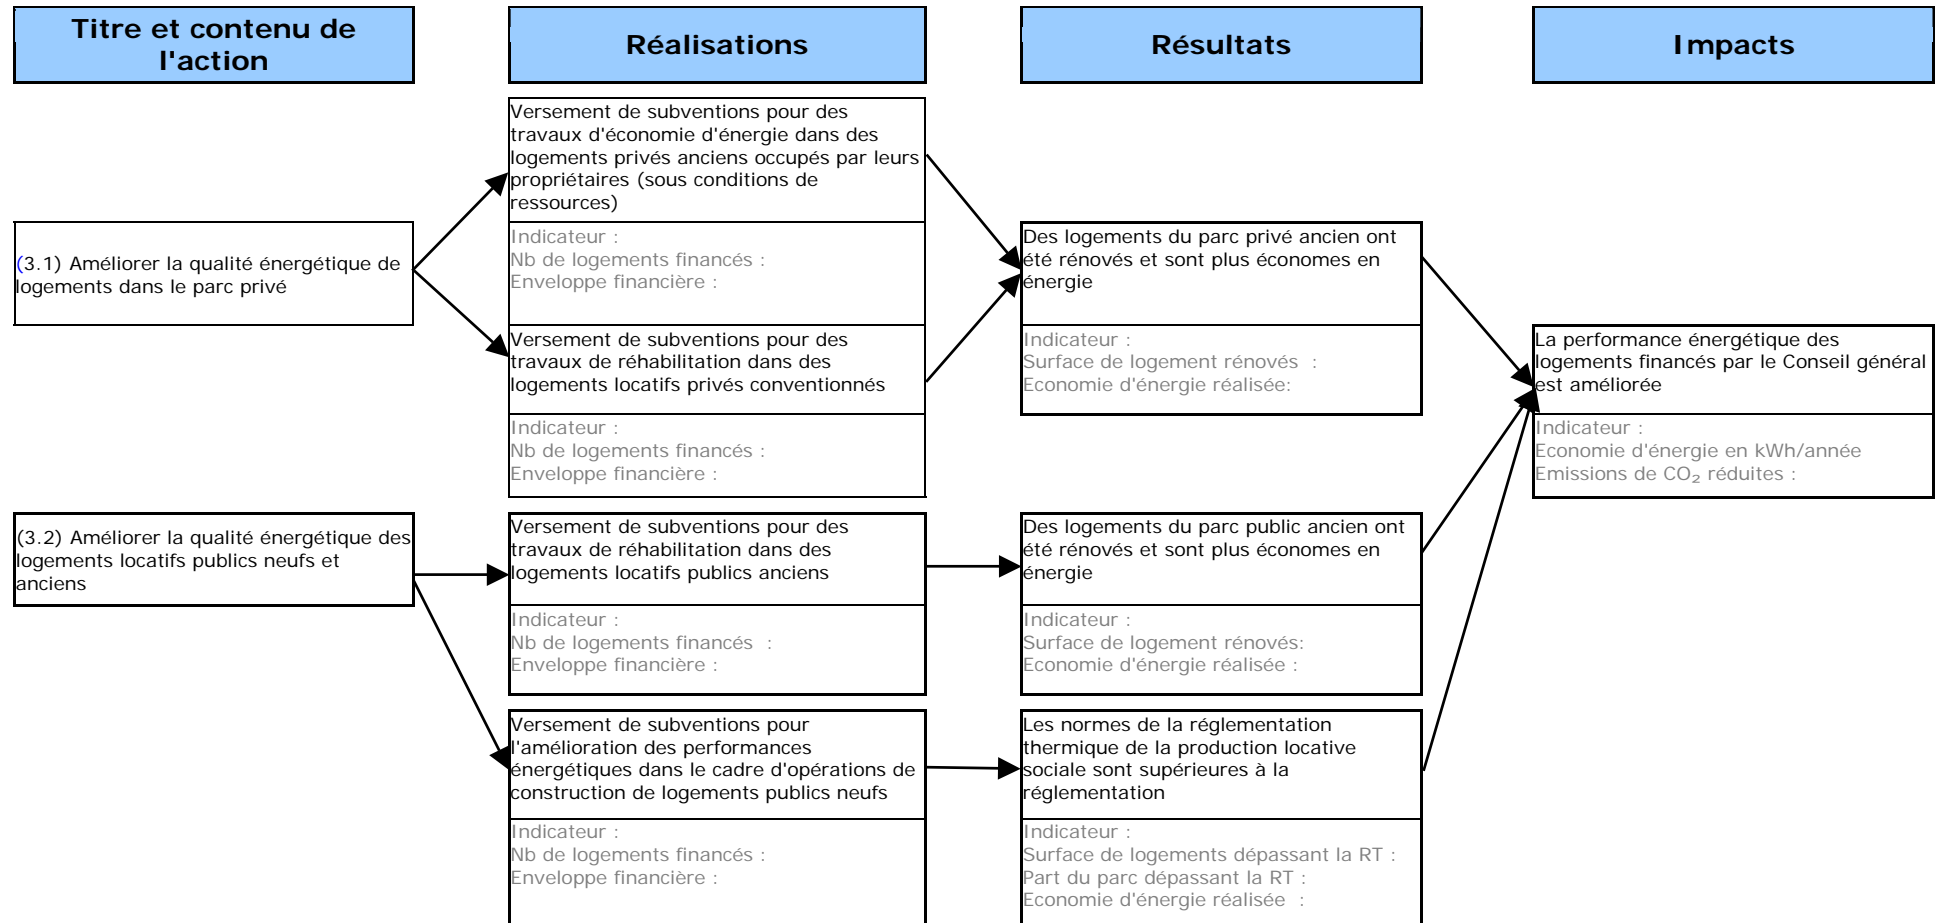 Titre et contenu de
l'action
Réalisations
Résultats
Impacts
Versement de subventions pour des
travaux d'économie d'énergie dans des
logements privés anciens occupés par leurs
propriétaires (sous conditions de
ressources)
Indicateur :
Nb de logements financés :
Enveloppe financière :
(3.1) Améliorer la qualité énergétique de
logements dans le parc privé
Des logements du parc privé ancien ont
été rénovés et sont plus économes en
énergie
Indicateur :
Surface de logement rénovés  :
Economie d'énergie réalisée:
Versement de subventions pour des
travaux de réhabilitation dans des
logements locatifs privés conventionnés
Indicateur :
Nb de logements financés :
Enveloppe financière :
La performance énergétique des
logements financés par le Conseil général
est améliorée
Indicateur :
Economie d'énergie en kWh/année
Emissions de CO₂ réduites :
(3.2) Améliorer la qualité énergétique des
logements locatifs publics neufs et
anciens
Versement de subventions pour des
travaux de réhabilitation dans des
logements locatifs publics anciens
Indicateur :
Nb de logements financés  :
Enveloppe financière :
Des logements du parc public ancien ont
été rénovés et sont plus économes en
énergie
Indicateur :
Surface de logement rénovés:
Economie d'énergie réalisée :
Versement de subventions pour
l'amélioration des performances
énergétiques dans le cadre d'opérations de
construction de logements publics neufs
Indicateur :
Nb de logements financés :
Enveloppe financière :
Les normes de la réglementation
thermique de la production locative
sociale sont supérieures à la
réglementation
Indicateur :
Surface de logements dépassant la RT :
Part du parc dépassant la RT :
Economie d'énergie réalisée  :